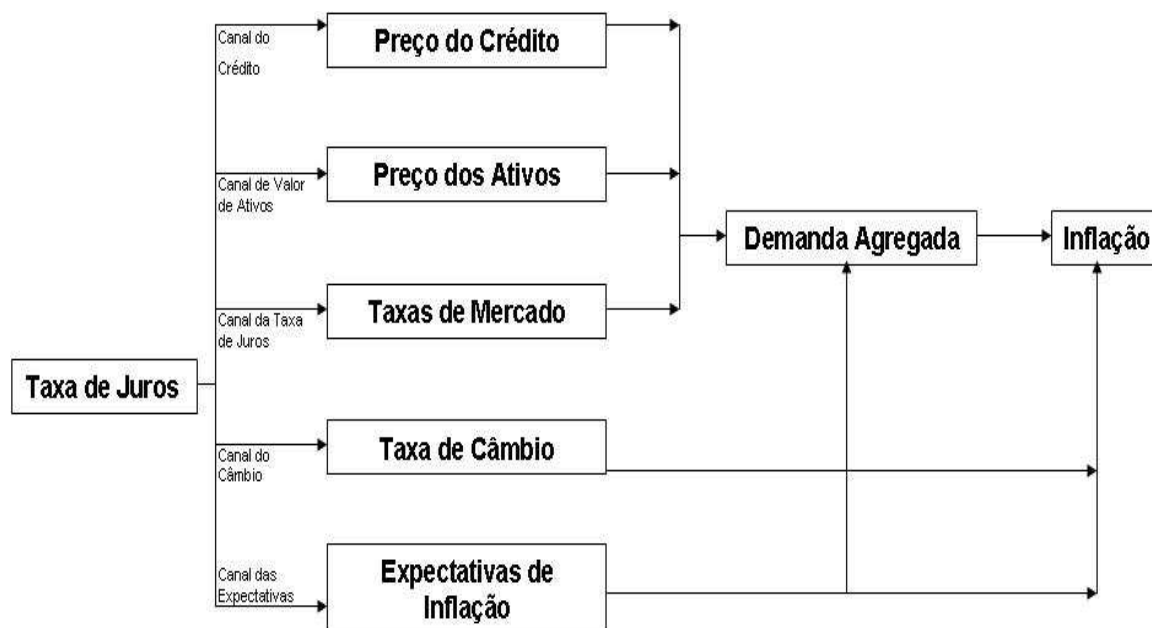 Canal do
Crédito
Preço do Crédito
Canal de Valor
de Ativos
Preço dos Ativos
Demanda Agregada
Inflação
Canal da Taxa
de Juros
Taxas de Mercado
Taxa de Juros
Canal do
Câmbio
Taxa de Câmbio
Canal das
Expectativas
Expectativas de
Inflação